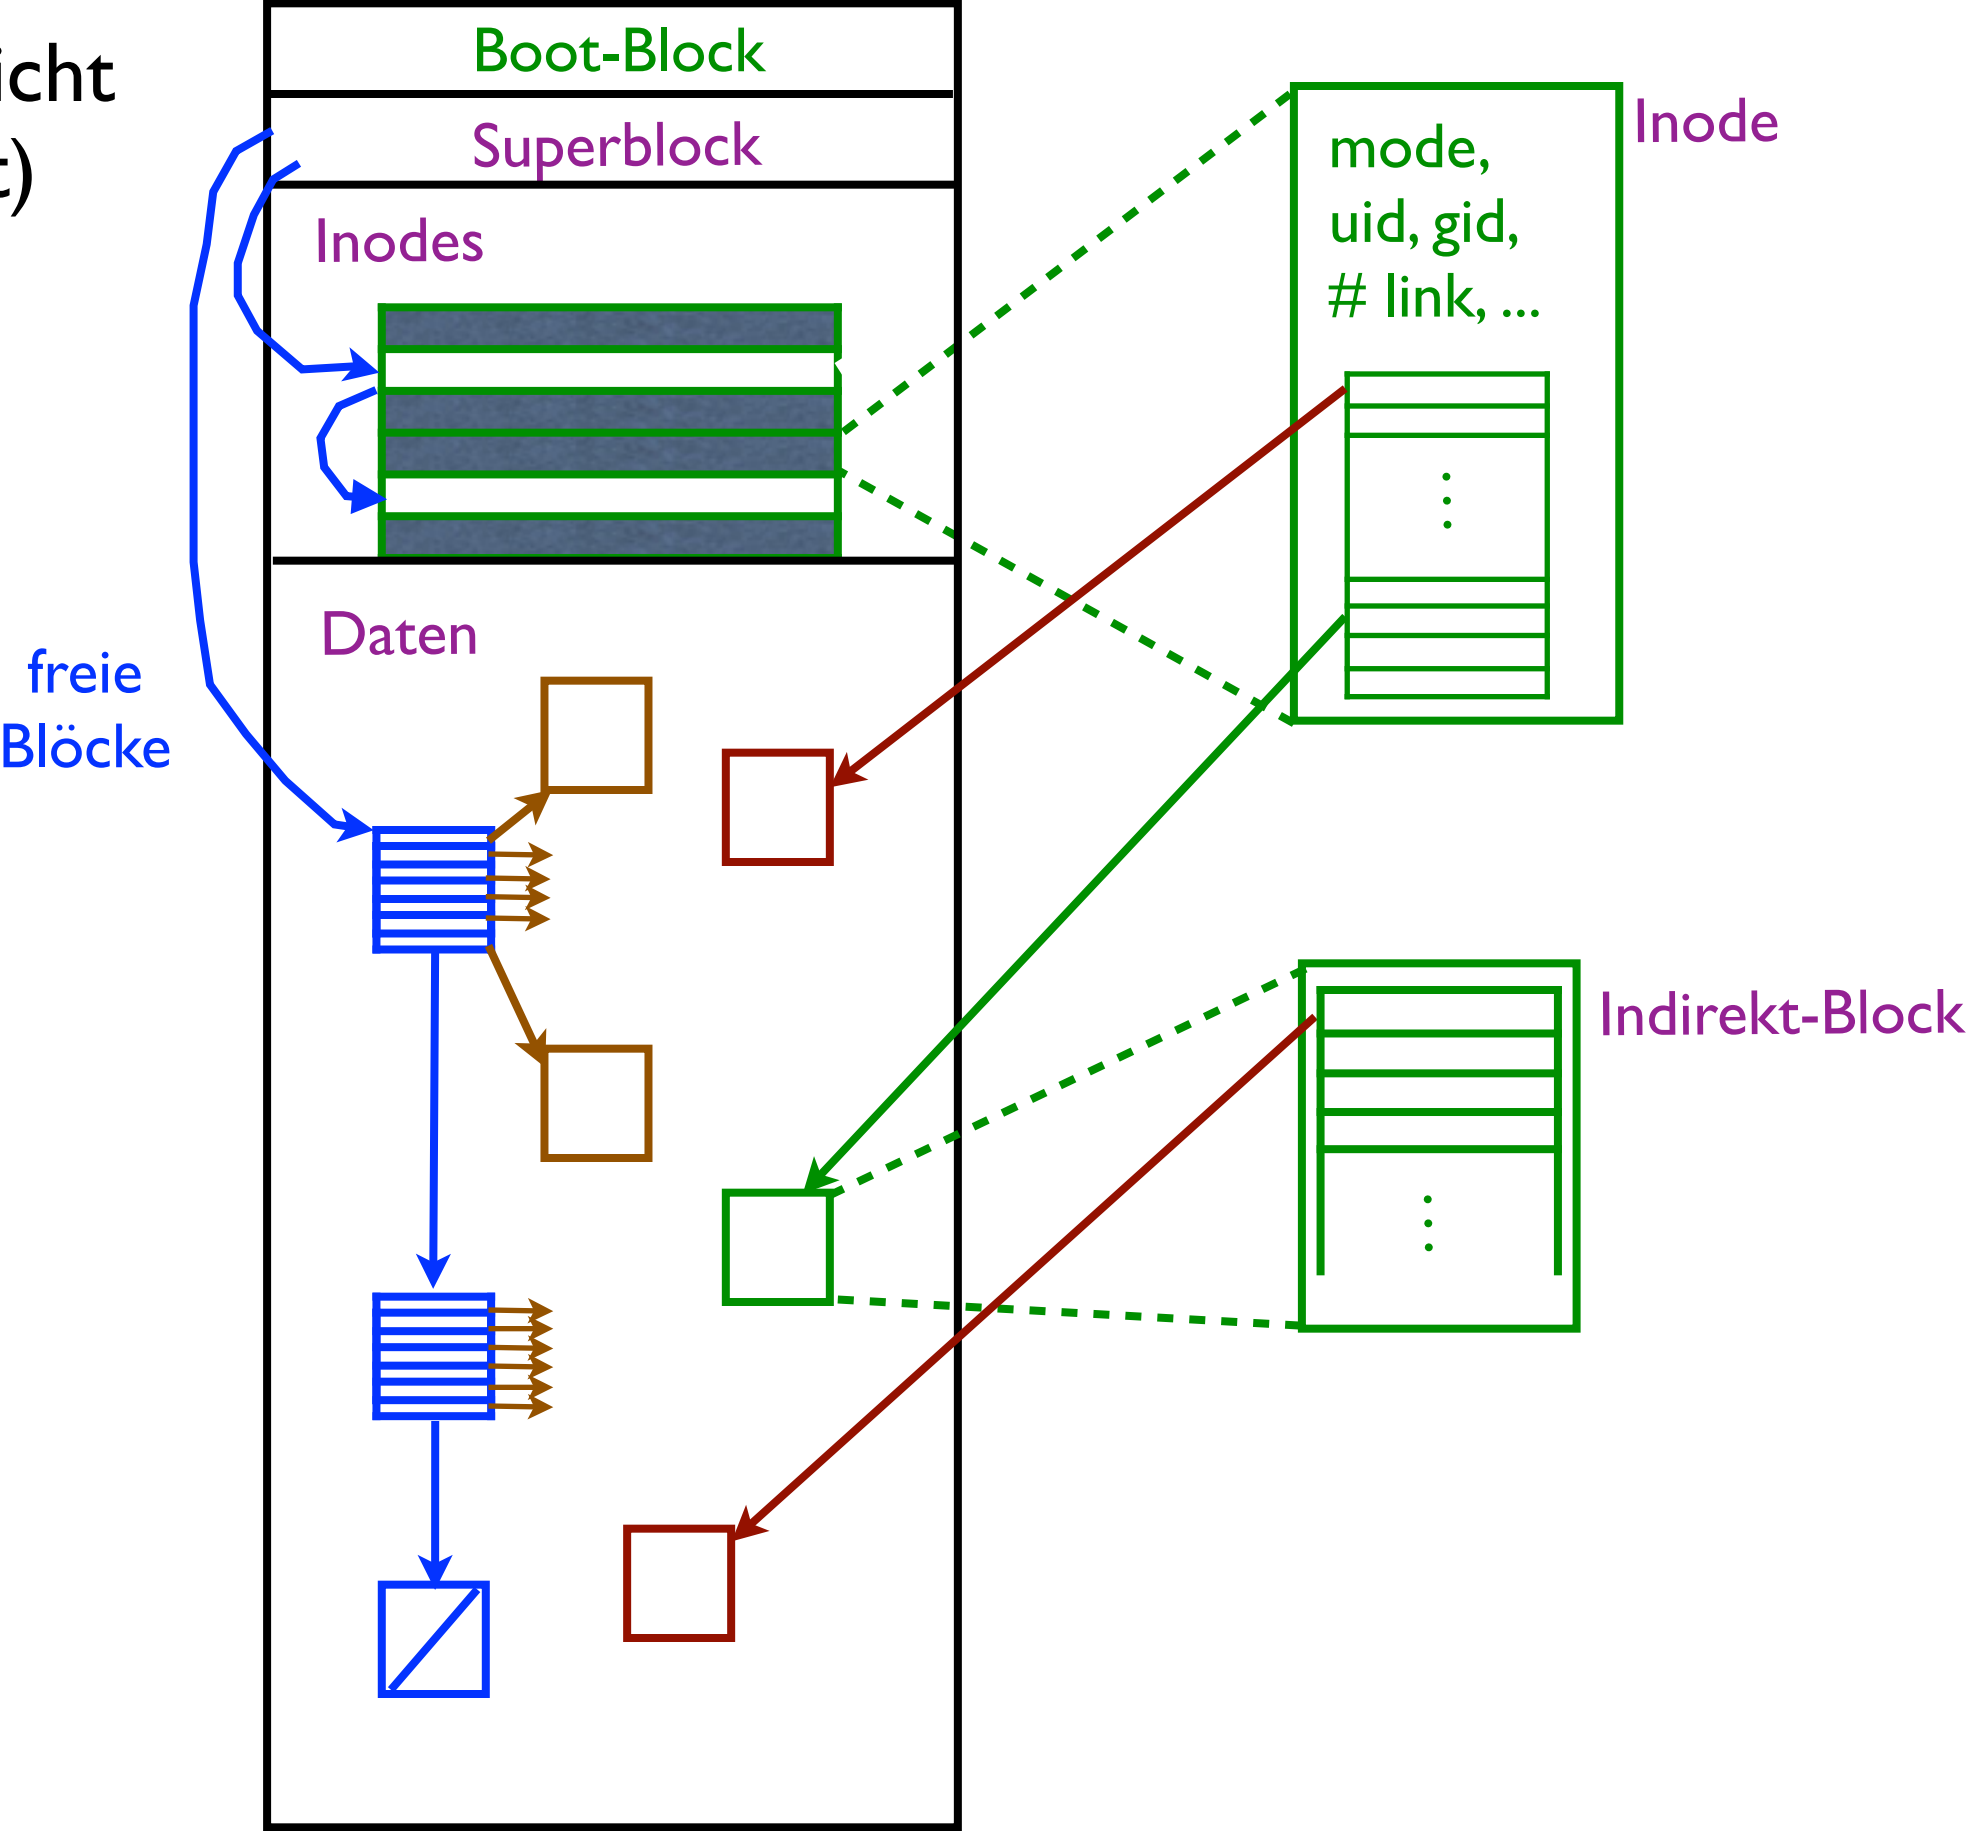 icht
t)
Boot-Block
Superblock
Inodes
Daten
freie
Blöcke
Inode
mode,
uid, gid,
# link, ...
Indirekt-Block